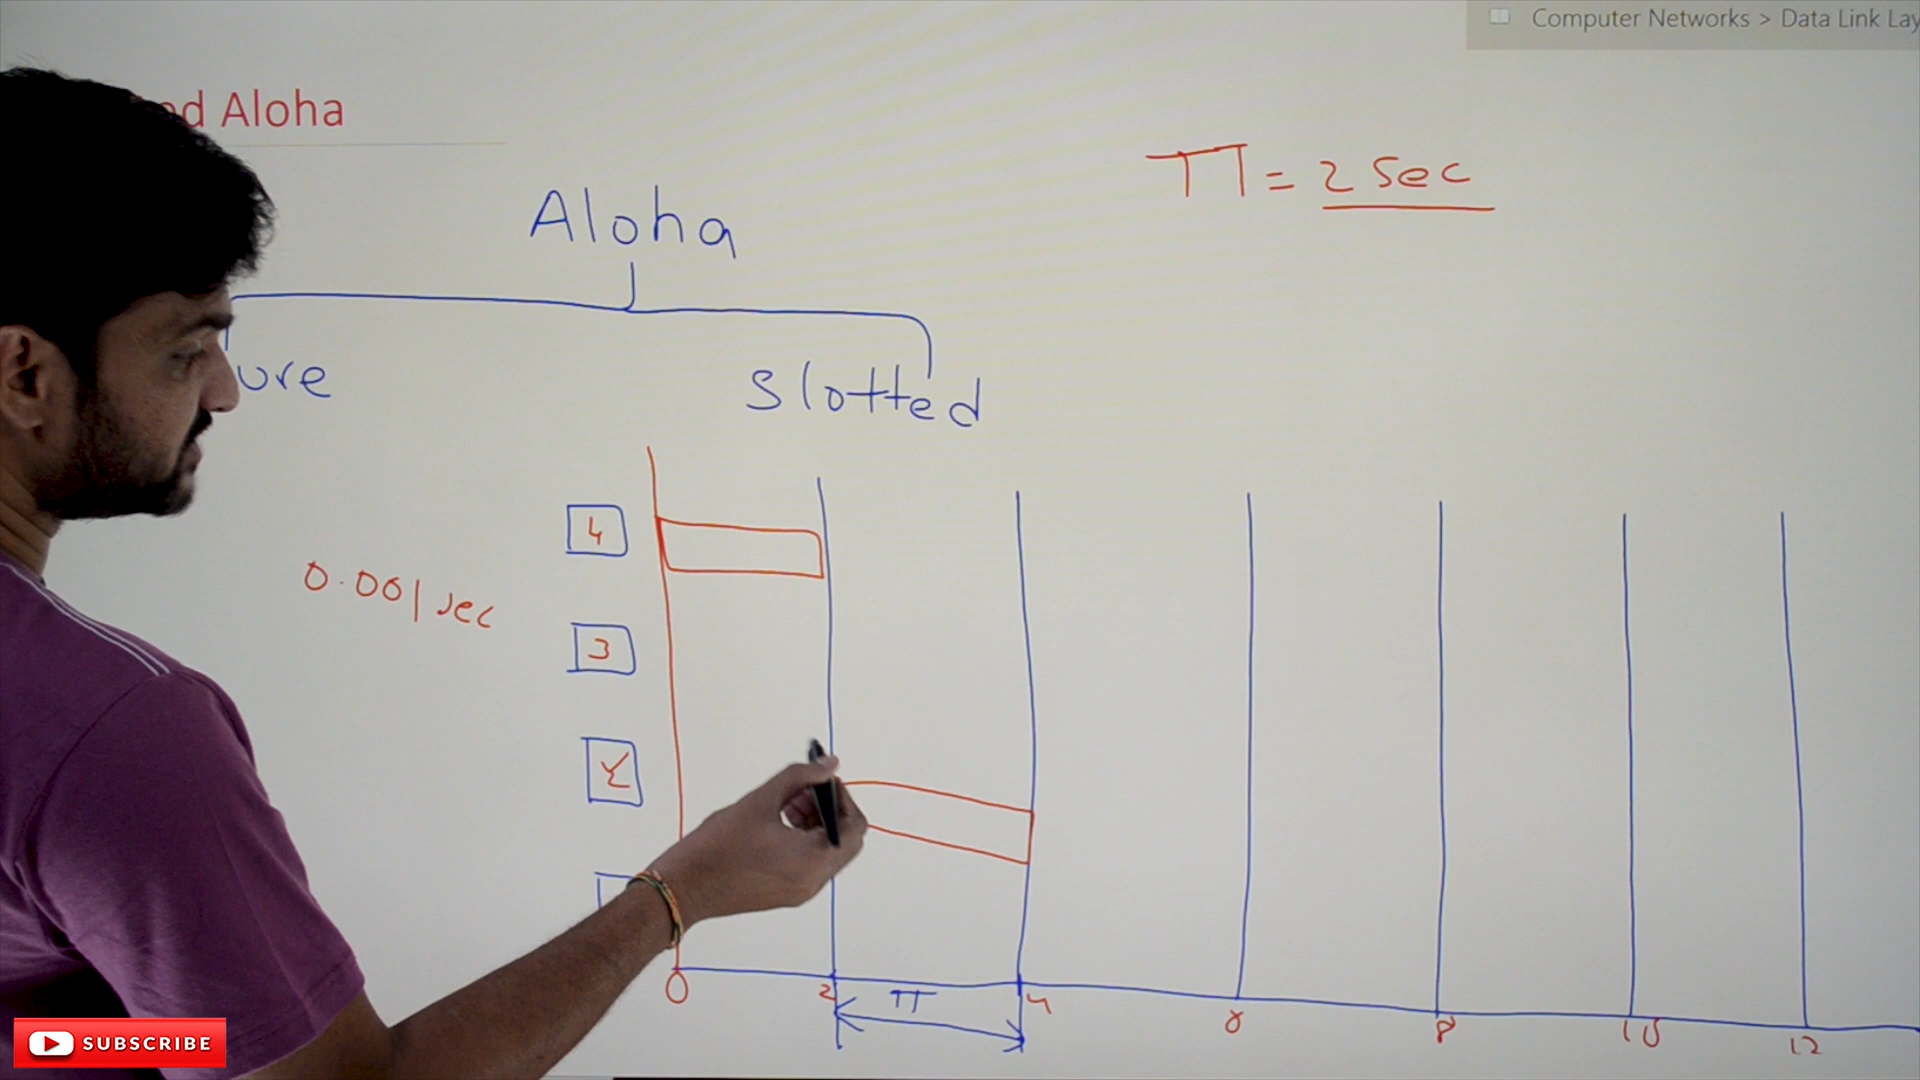 Computer Networks > Data Link Lay
ed Aloha
TT = 2 Sec
Aloha
ure
Slotted
4
0.001 sec
3
0
2
TT
4
8
10
12
SUBSCRIBE